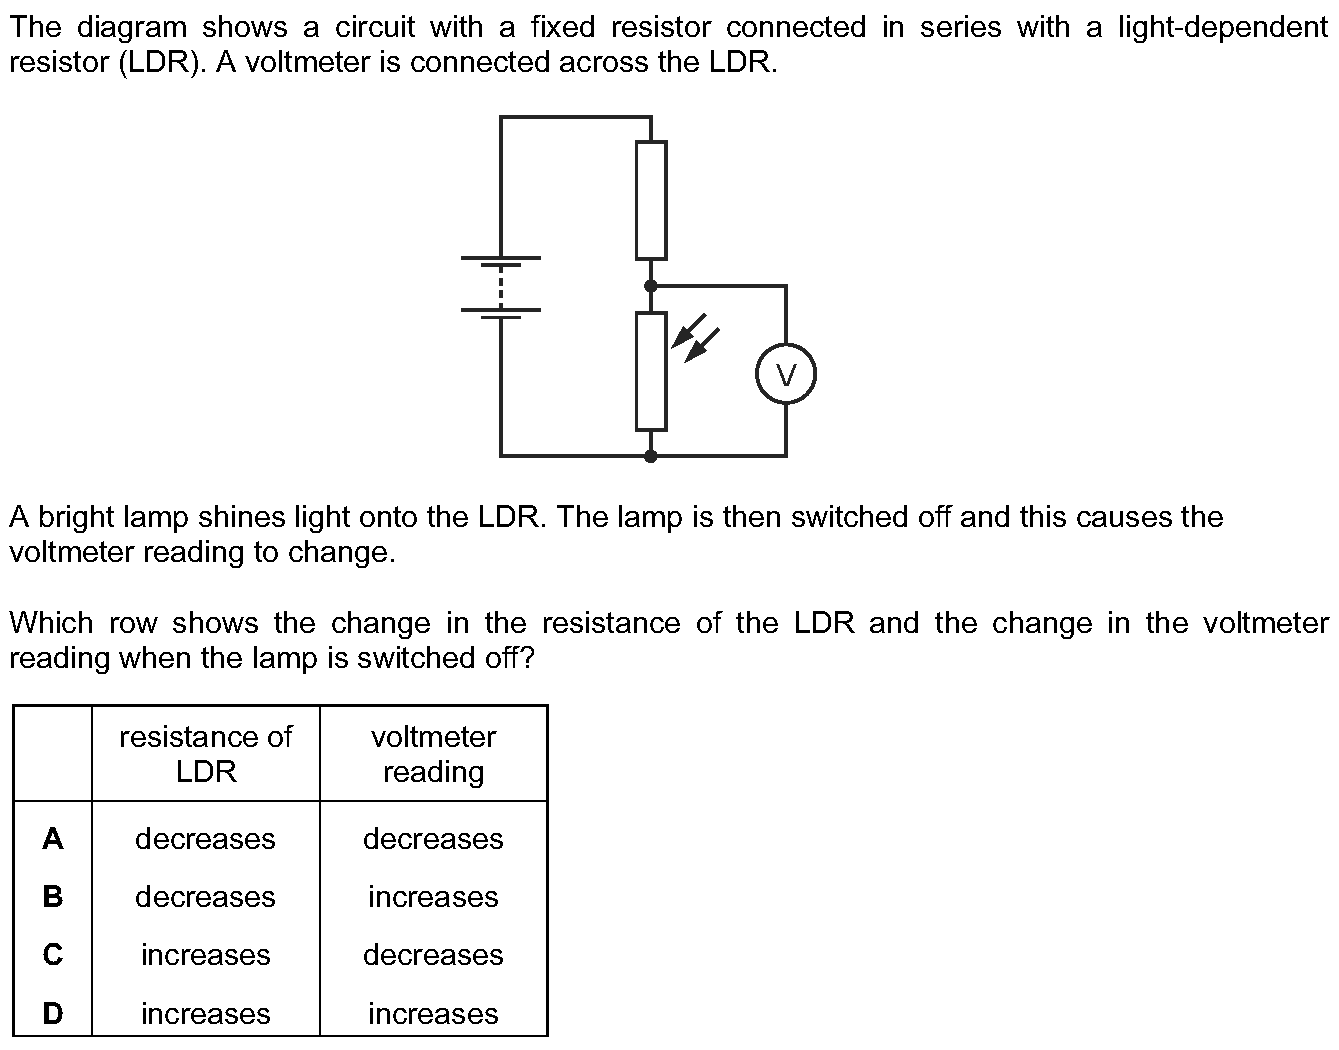 The diagram shows a circuit with a fixed resistor connected in series with a light-dependent
resistor (LDR). A voltmeter is connected across the LDR.
V
A bright lamp shines light onto the LDR. The lamp is then switched off and this causes the
voltmeter reading to change.
Which row shows the change in the resistance of the LDR and the change in the voltmeter
reading when the lamp is switched off?
resistance of LDR voltmeter reading
A decreases decreases
B decreases increases
C increases decreases
D increases increases